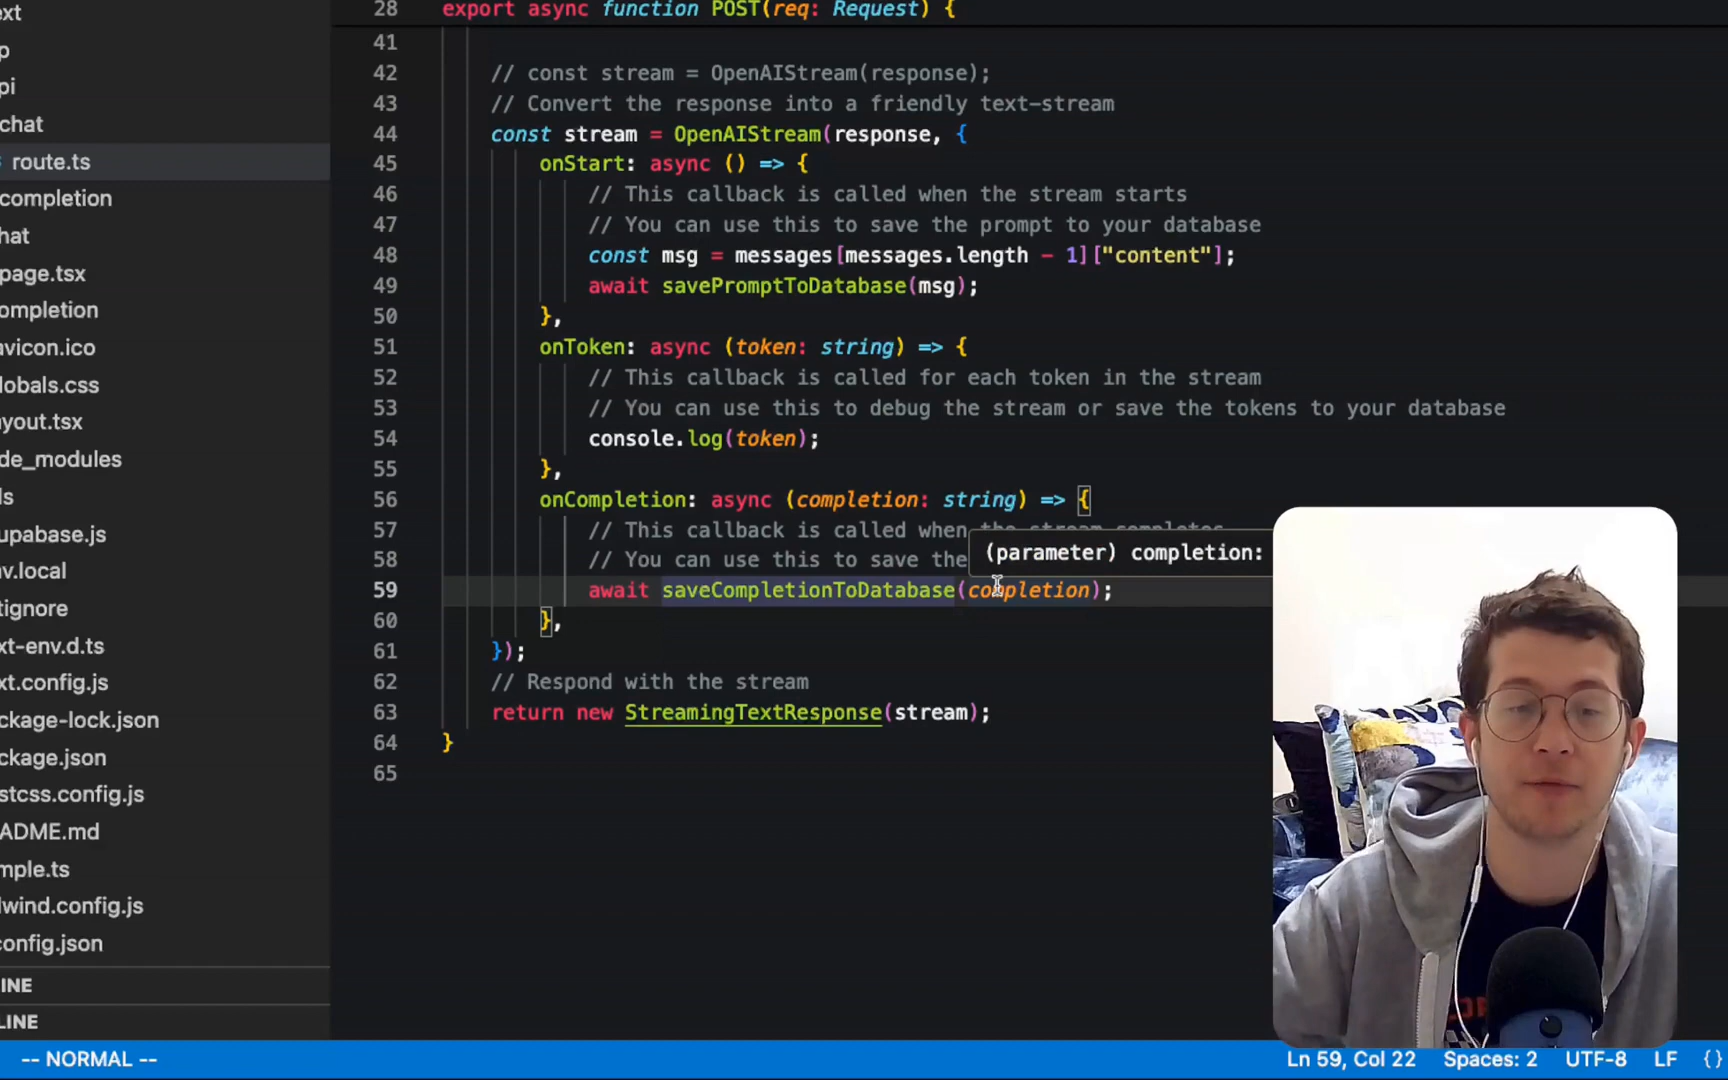 ext
28 export async function POST(req: Request) {
p
41
pi
42 // const stream = OpenAIStream(response);
43 // Convert the response into a friendly text-stream
chat
44 const stream = OpenAIStream(response, {
route.ts
45 onStart: async () => {
46 // This callback is called when the stream starts
completion
47 // You can use this to save the prompt to your database
hat
48 const msg = messages[messages.length - 1]["content"];
page.tsx
49 await savePromptToDatabase(msg);
ompletion
50 },
avicon.ico
51 onToken: async (token: string) => {
lobals.css
52 // This callback is called for each token in the stream
53 // You can use this to debug the stream or save the tokens to your database
yout.tsx
54 console.log(token);
de_modules
55 },
s
56 onCompletion: async (completion: string) => {
upabase.js
57 // This callback is called when the stream completes
(parameter) completion:
nv.local
58 // You can use this to save the
59 await saveCompletionToDatabase(completion);
tignore
60 },
xt-env.d.ts
61 });
xt.config.js
62 // Respond with the stream
ckage-lock.json
63 return new StreamingTextResponse(stream);
ckage.json
64 }
65
stcss.config.js
ADME.md
mple.ts
lwind.config.js
config.json
INE
LINE
-- NORMAL --
Ln 59, Col 22 Spaces: 2 UTF-8 LF {}